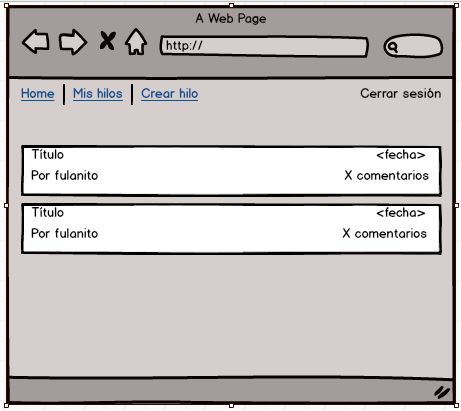 A Web Page
http://
Home Mis hilos Crear hilo Cerrar sesión
Título <fecha>
Por fulanito X comentarios
Título <fecha>
Por fulanito X comentarios